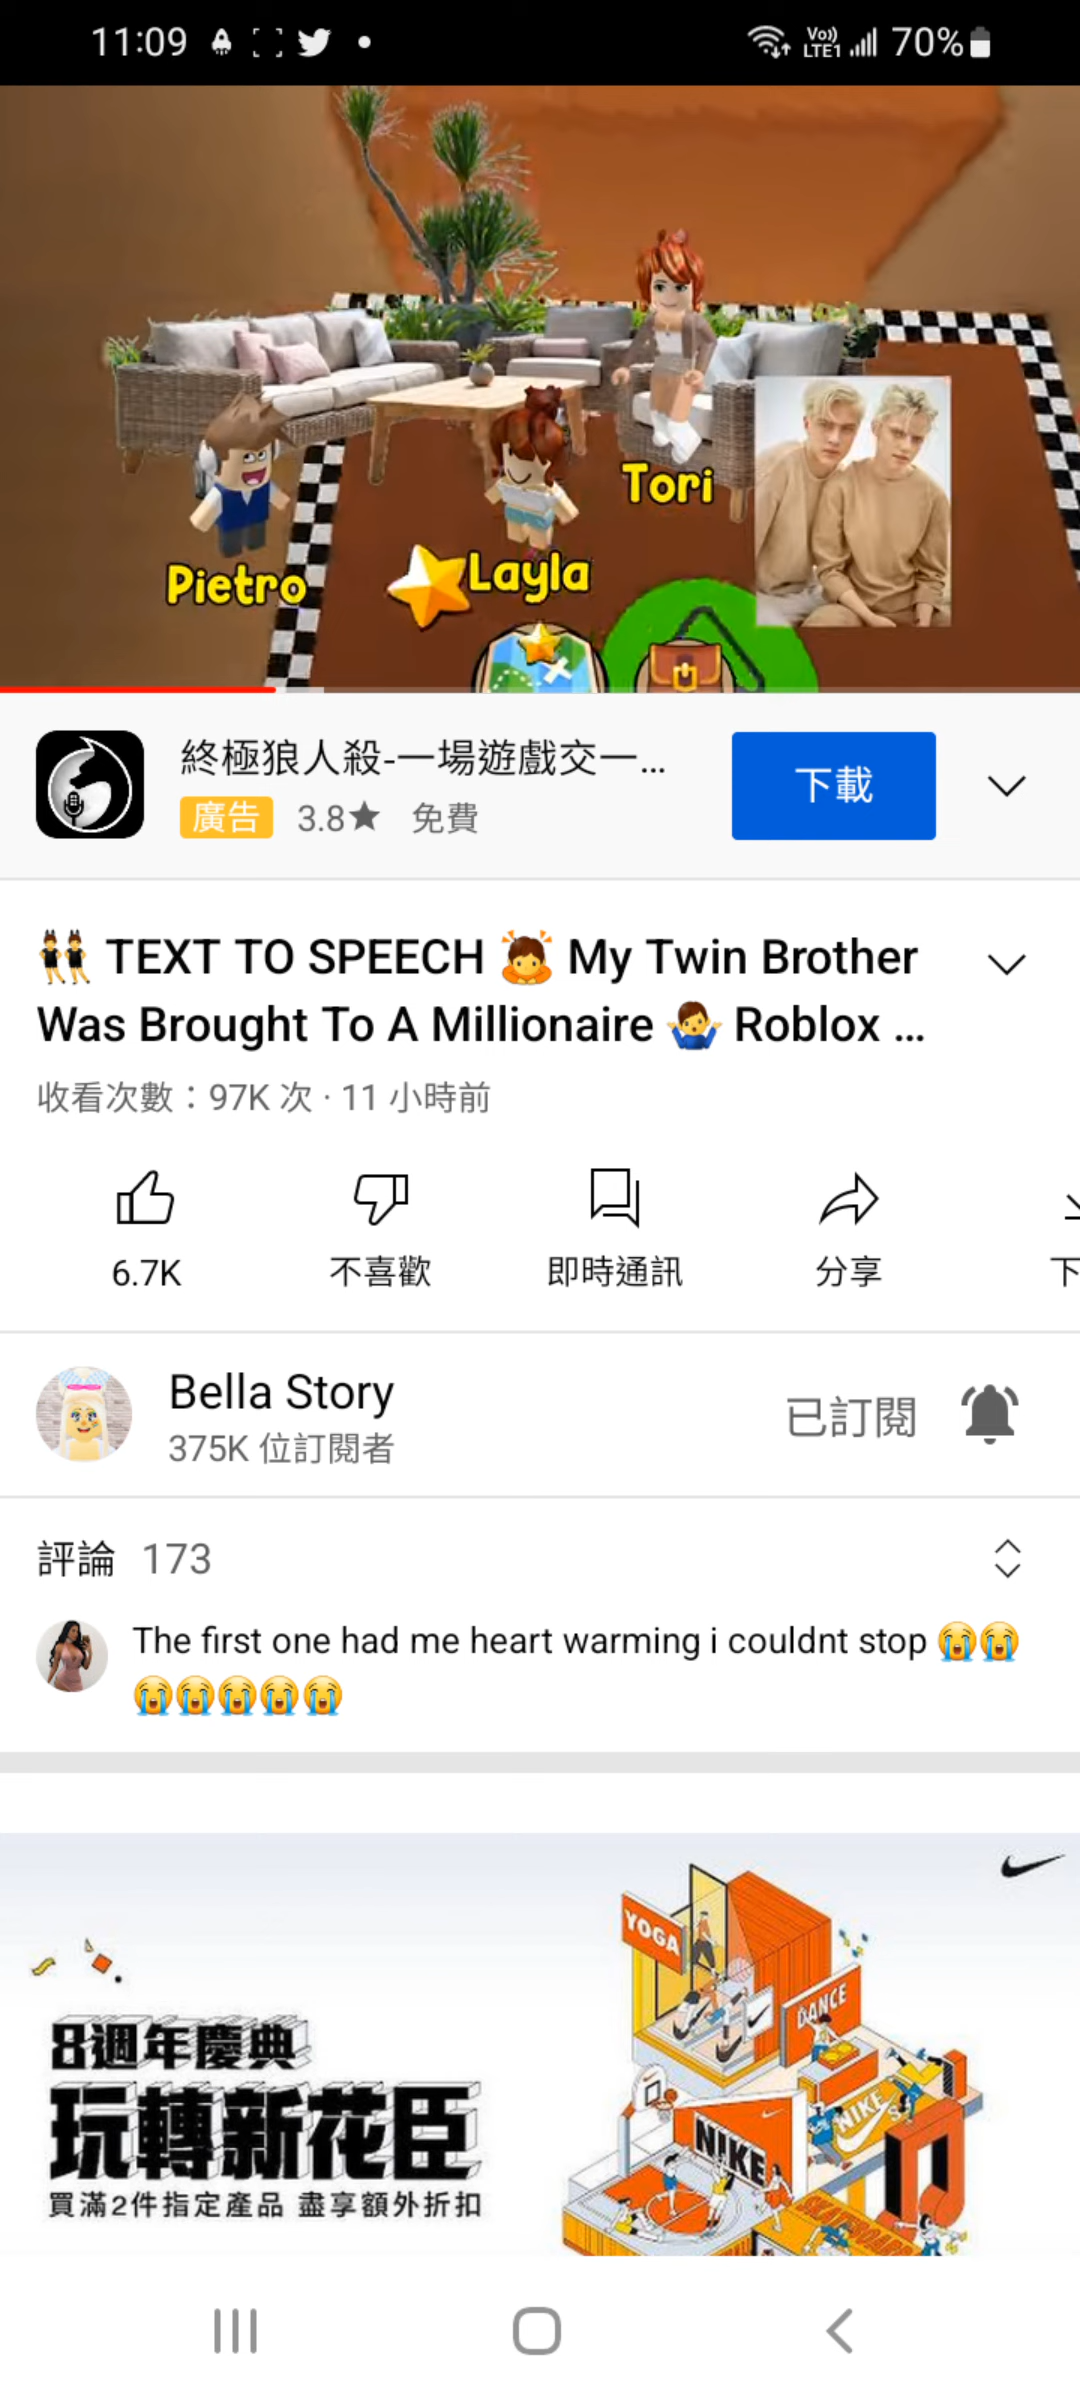 11:09
Vo)) LTE1 70%
Tori
Layla
Pietro
終極狼人殺-一場遊戲交一...
廣告 3.8★ 免費
下載
👯 TEXT TO SPEECH 🙇 My Twin Brother
Was Brought To A Millionaire 🤷‍♂️ Roblox ...
收看次數：97K 次 · 11 小時前
6.7K 不喜歡 即時通訊 分享 下
Bella Story
375K 位訂閱者
已訂閱
評論 173
The first one had me heart warming i couldnt stop 😭😭
😭😭😭😭😭
YOGA
DANCE
8週年慶典
玩轉新花臣
買滿2件指定產品 盡享額外折扣
NIKE
NIKE
SKATEBOARD